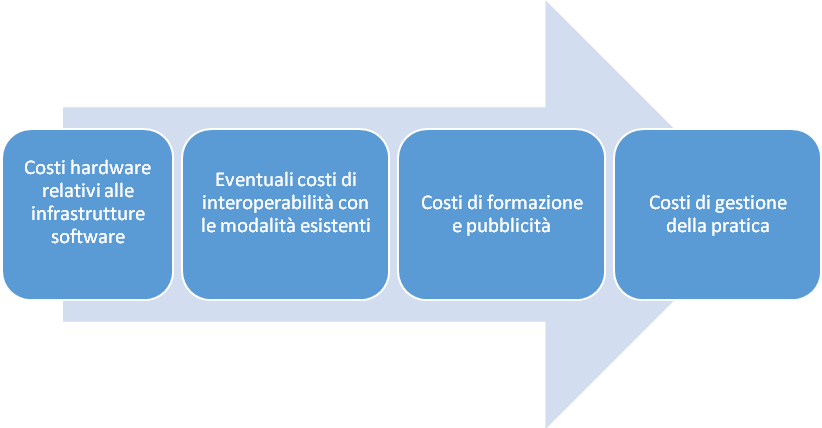 Costi hardware
relativi alle
infrastrutture
software
Eventuali costi di
interoperabilità con
le modalità esistenti
Costi di formazione
e pubblicità
Costi di gestione
della pratica